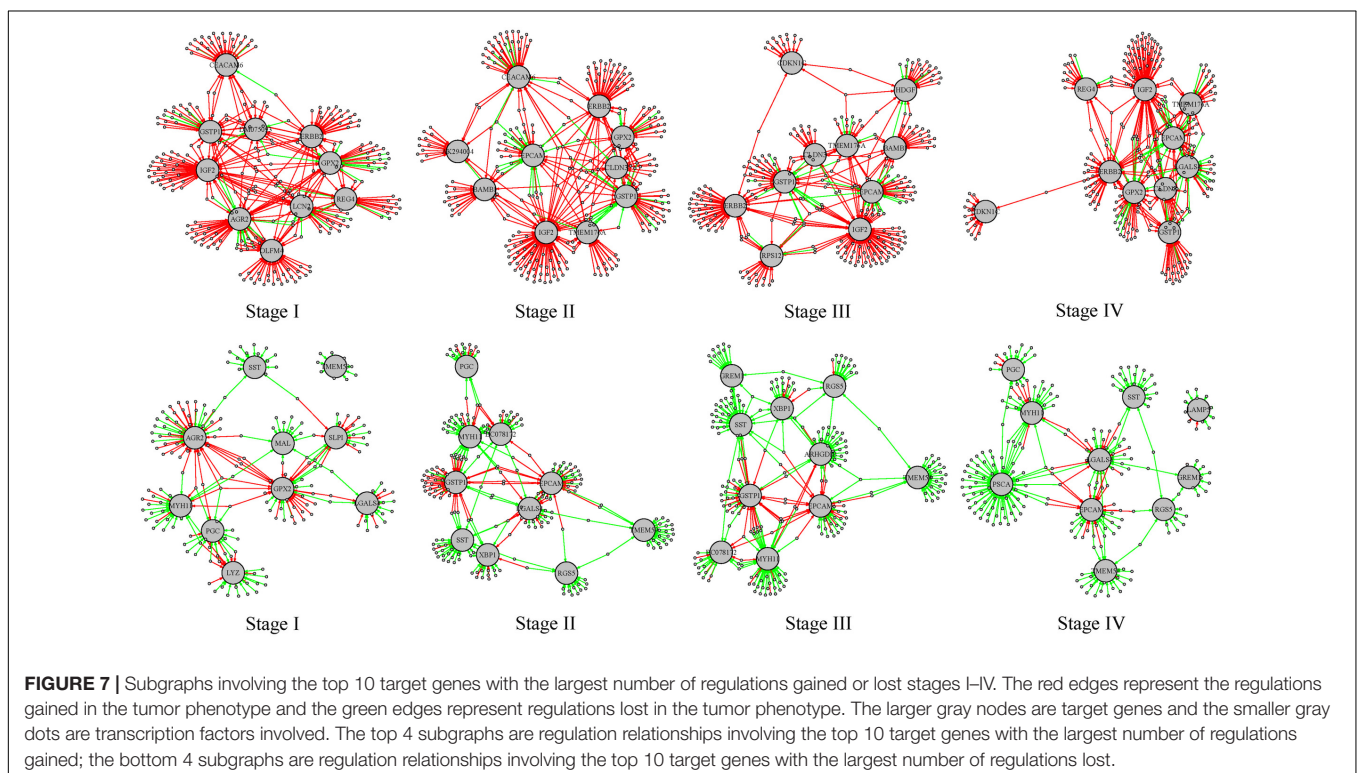 CEACAM6
GSTP1
ERBB2
GPX2
IGF2
REG4
LCN2
AGR2
OLFM4
Stage I
CEACAM6
ERBB2
GPX2
EPCAM
CLDN3
BAMBI
GSTP1
IGF2
TMEM176A
Stage II
CDKN1C
HDGF
TMEM176A
BAMBI
CLDN3
GSTP1
EPCAM
ERBB2
IGF2
RPS12
Stage III
REG4
IGF2
TMEM176A
EPCAM
LGALS4
ERBB2
GPX2
CDKN1C
GSTP1
Stage IV
SST
AGR2
MAL
SLPI
GPX2
MYH11
LGALS4
PGC
LYZ
Stage I
PGC
MYH11
BC078172
GSTP1
EPCAM
LGALS4
SST
XBP1
RGS5
Stage II
GREM1
RGS5
XBP1
SST
GSTP1
EPCAM
BC078172
MYH11
Stage III
PGC
SST
MYH11
LAMP5
LGALS4
PSCA
GREM1
EPCAM
RGS5
Stage IV
FIGURE 7 | Subgraphs involving the top 10 target genes with the largest number of regulations gained or lost stages I–IV. The red edges represent the regulations
gained in the tumor phenotype and the green edges represent regulations lost in the tumor phenotype. The larger gray nodes are target genes and the smaller gray
dots are transcription factors involved. The top 4 subgraphs are regulation relationships involving the top 10 target genes with the largest number of regulations
gained; the bottom 4 subgraphs are regulation relationships involving the top 10 target genes with the largest number of regulations lost.